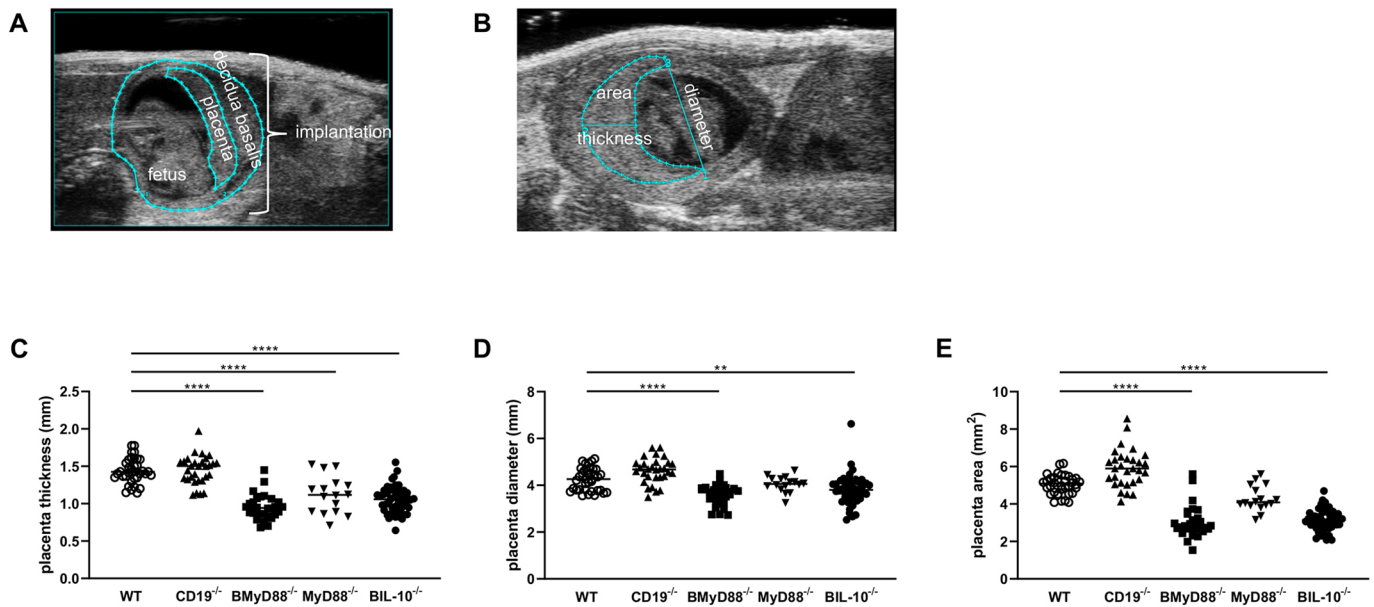 A
decidua basalis
placenta
implantation
fetus
B
area
diameter
thickness
C
****
****
****
placenta thickness (mm)
2.5
2.0
1.5
1.0
0.5
0.0
WT CD19-/- BMyD88-/- MyD88-/- BIL-10-/-
D
**
****
placenta diameter (mm)
8
6
4
2
0
WT CD19-/- BMyD88-/- MyD88-/- BIL-10-/-
E
****
****
placenta area (mm2)
10
8
6
4
2
0
WT CD19-/- BMyD88-/- MyD88-/- BIL-10-/-